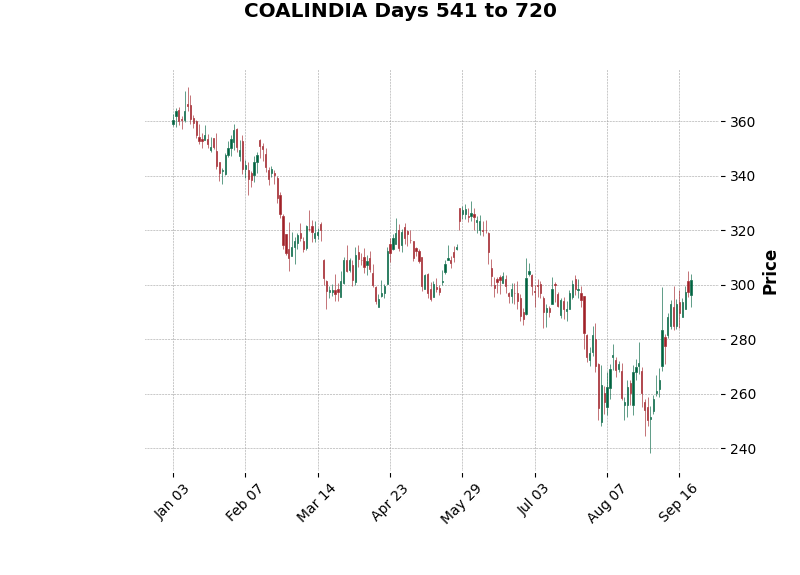 COALINDIA Days 541 to 720
360
340
320
300
280
260
240
Price
Jan 03
Feb 07
Mar 14
Apr 23
May 29
Jul 03
Aug 07
Sep 16